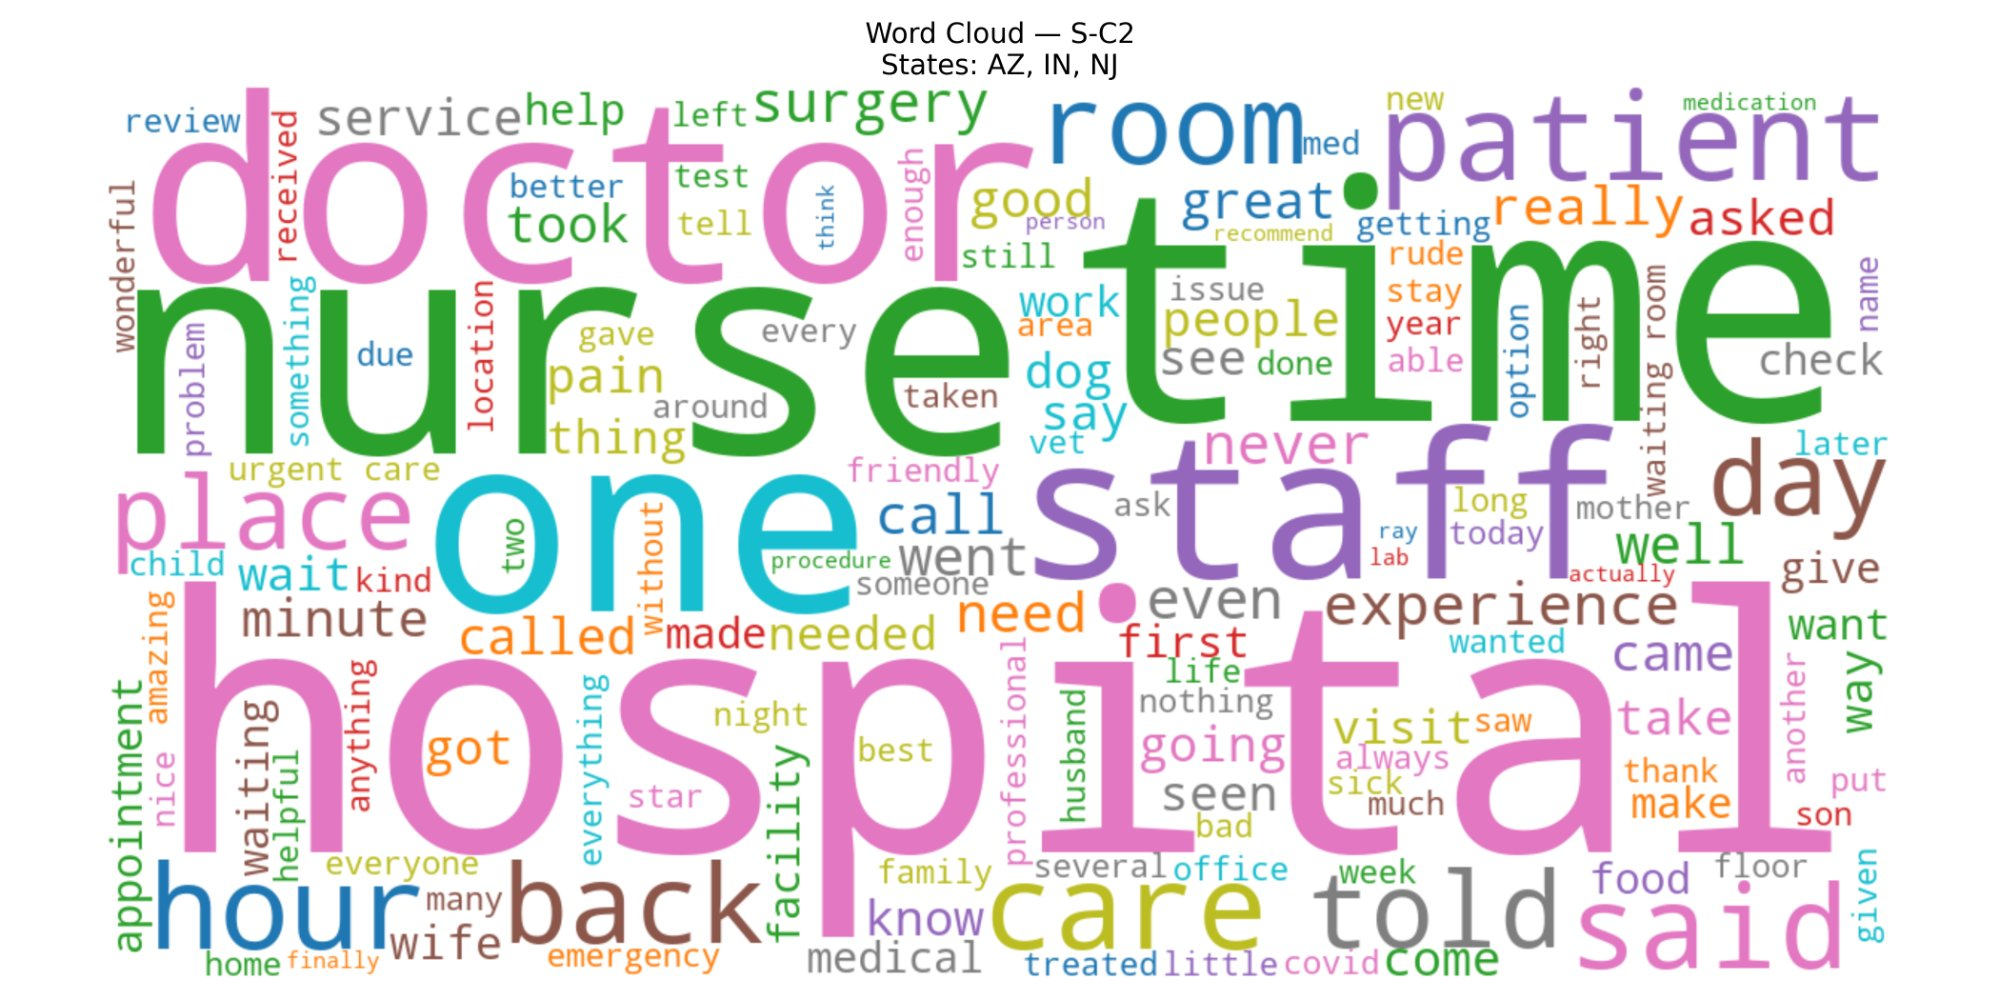 Word Cloud — S-C2
States: AZ, IN, NJ
review
received
service
help
left
surgery
room
med
new
medication
patient
doctor
better
test
took
tell
think
enough
good
person
great
recommend
getting
really
asked
still
rude
wonderful
nurse
time
something
location
problem
due
gave
pain
every
around
taken
thing
work
area
issue
people
stay
year
able
see
done
dog
say
vet
option
right
waiting room
name
check
never
later
day
urgent care
friendly
place
one
two
without
call
staff
ask
long
today
mother
ray
lab
well
actually
give
child
wait
kind
procedure
someone
went
minute
called
made
needed
need
even
first
experience
wanted
came
want
way
amazing
hospital
appointment
nice
waiting
helpful
anything
got
everything
star
night
facility
best
professional
husband
life
nothing
going
seen
visit
saw
always
sick
much
bad
take
another
thank
make
put
son
everyone
hour
many
back
wife
home
finally
emergency
family
know
medical
care
several
office
treated
little
covid
week
told
come
food
floor
said
given